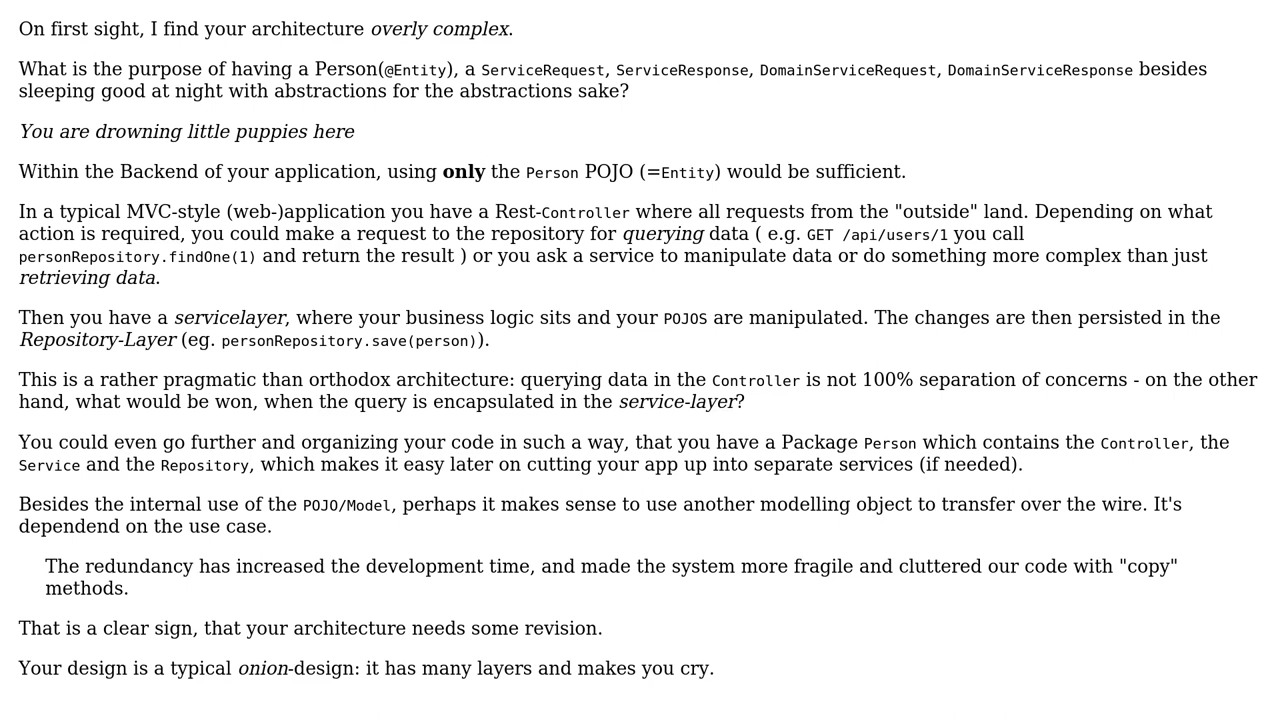 On first sight, I find your architecture overly complex.
What is the purpose of having a Person(@Entity), a ServiceRequest, ServiceResponse, DomainServiceRequest, DomainServiceResponse besides
sleeping good at night with abstractions for the abstractions sake?
You are drowning little puppies here
Within the Backend of your application, using only the Person POJO (=Entity) would be sufficient.
In a typical MVC-style (web-)application you have a Rest-Controller where all requests from the "outside" land. Depending on what
action is required, you could make a request to the repository for querying data ( e.g. GET /api/users/1 you call
personRepository.findOne(1) and return the result ) or you ask a service to manipulate data or do something more complex than just
retrieving data.
Then you have a servicelayer, where your business logic sits and your POJOS are manipulated. The changes are then persisted in the
Repository-Layer (eg. personRepository.save(person)).
This is a rather pragmatic than orthodox architecture: querying data in the Controller is not 100% separation of concerns - on the other
hand, what would be won, when the query is encapsulated in the service-layer?
You could even go further and organizing your code in such a way, that you have a Package Person which contains the Controller, the
Service and the Repository, which makes it easy later on cutting your app up into separate services (if needed).
Besides the internal use of the POJO/Model, perhaps it makes sense to use another modelling object to transfer over the wire. It's
dependend on the use case.
The redundancy has increased the development time, and made the system more fragile and cluttered our code with "copy"
methods.
That is a clear sign, that your architecture needs some revision.
Your design is a typical onion-design: it has many layers and makes you cry.